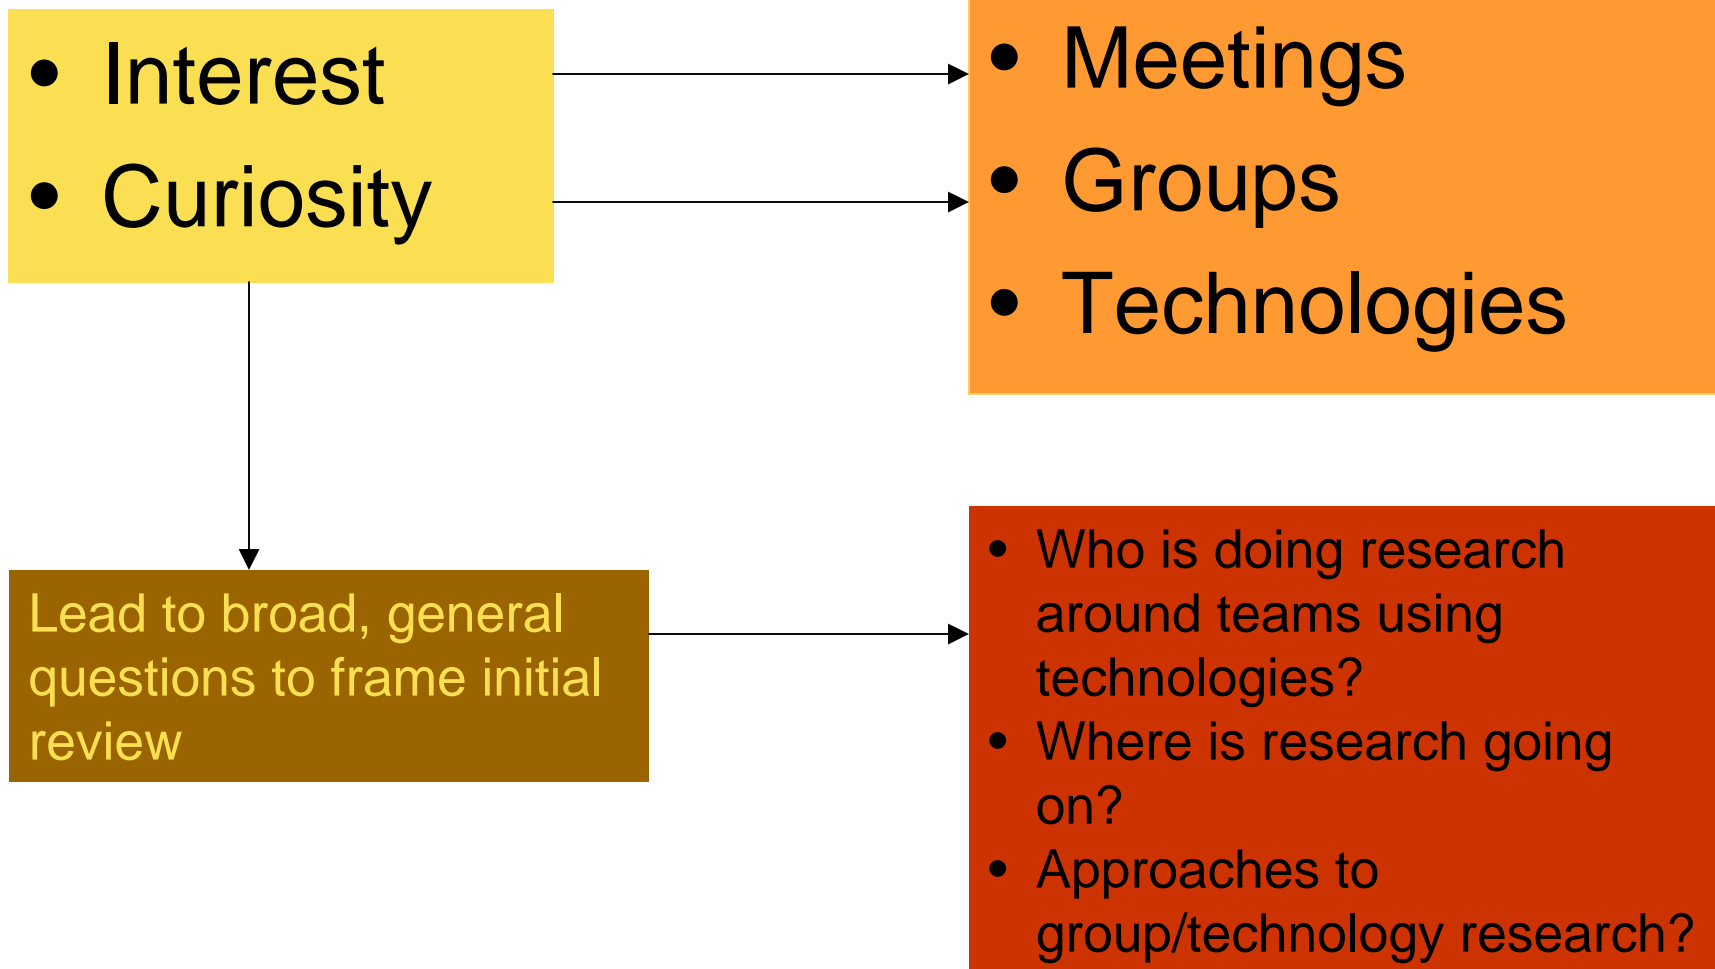 • Interest
• Curiosity
• Meetings
• Groups
• Technologies
Lead to broad, general
questions to frame initial
review
• Who is doing research
around teams using
technologies?
• Where is research going
on?
• Approaches to
group/technology research?